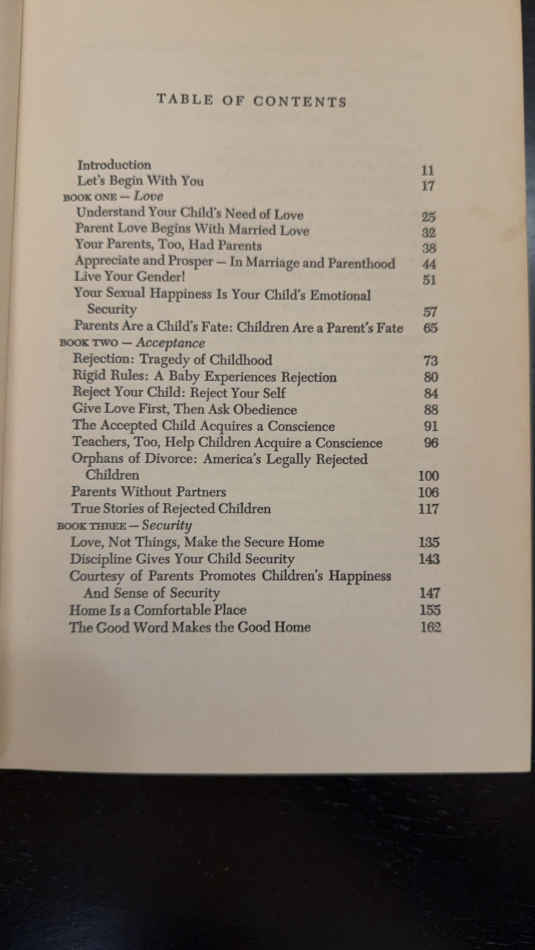 TABLE OF CONTENTS
Introduction 11
Let's Begin With You 17
BOOK ONE — Love
Understand Your Child's Need of Love 25
Parent Love Begins With Married Love 32
Your Parents, Too, Had Parents 38
Appreciate and Prosper — In Marriage and Parenthood 44
Live Your Gender! 51
Your Sexual Happiness Is Your Child's Emotional
Security 57
Parents Are a Child's Fate: Children Are a Parent's Fate 65
BOOK TWO — Acceptance
Rejection: Tragedy of Childhood 73
Rigid Rules: A Baby Experiences Rejection 80
Reject Your Child: Reject Your Self 84
Give Love First, Then Ask Obedience 88
The Accepted Child Acquires a Conscience 91
Teachers, Too, Help Children Acquire a Conscience 96
Orphans of Divorce: America's Legally Rejected
Children 100
Parents Without Partners 106
True Stories of Rejected Children 117
BOOK THREE — Security
Love, Not Things, Make the Secure Home 135
Discipline Gives Your Child Security 143
Courtesy of Parents Promotes Children's Happiness
And Sense of Security 147
Home Is a Comfortable Place 155
The Good Word Makes the Good Home 162